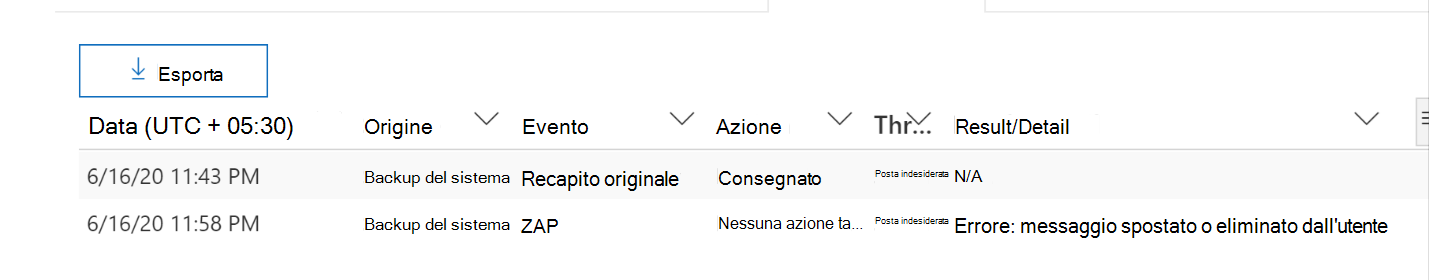 Esporta
Data (UTC + 05:30) Origine Evento Azione Thr... Result/Detail
6/16/20 11:43 PM Backup del sistema Recapito originale Consegnato Posta indesiderata N/A
6/16/20 11:58 PM Backup del sistema ZAP Nessuna azione ta... Posta indesiderata Errore: messaggio spostato o eliminato dall'utente